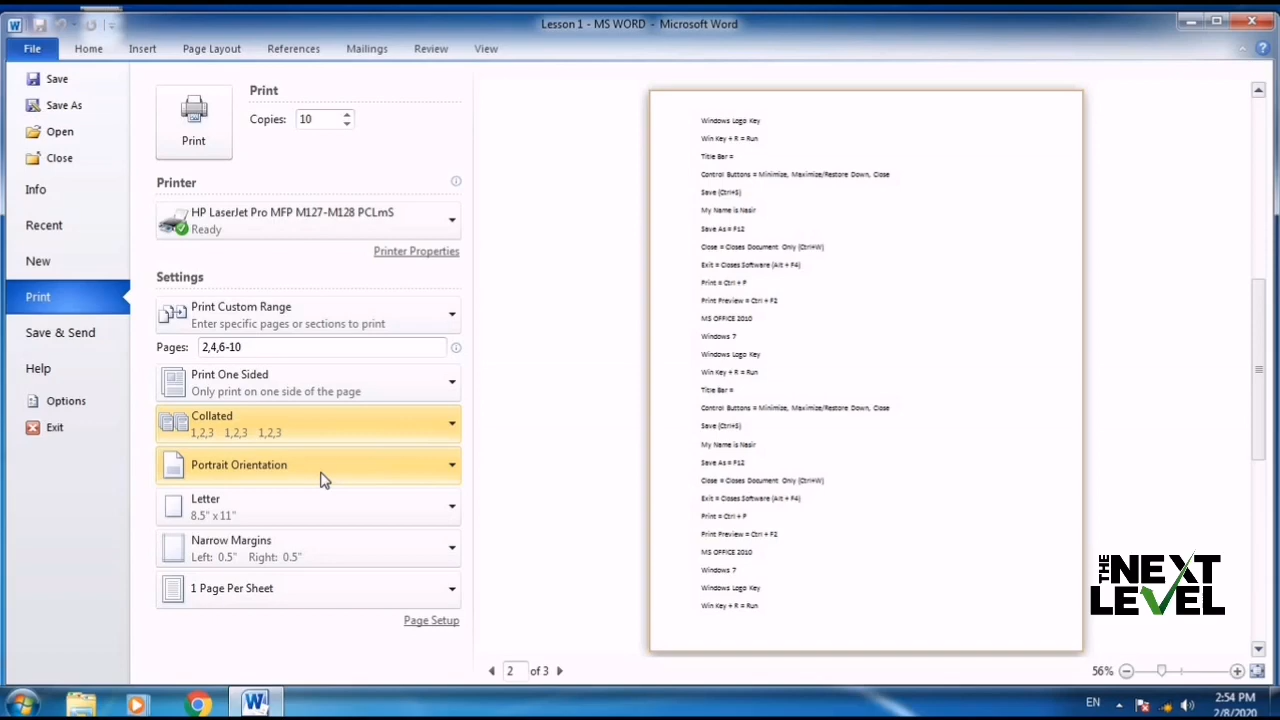 Lesson 1 - MS WORD - Microsoft Word
File Home Insert Page Layout References Mailings Review View
Save
Save As
Open
Close
Info
Recent
New
Print
Save & Send
Help
Options
Exit
Print
Print
Copies: 10
Printer
HP LaserJet Pro MFP M127-M128 PCLmS
Ready
Printer Properties
Settings
Print Custom Range
Enter specific pages or sections to print
Pages: 2,4,6-10
Print One Sided
Only print on one side of the page
Collated
1,2,3 1,2,3 1,2,3
Portrait Orientation
Letter
8.5" x 11"
Narrow Margins
Left: 0.5" Right: 0.5"
1 Page Per Sheet
Page Setup
Windows Logo Key
Win Key + R = Run
Title Bar =
Control Buttons = Minimize, Maximize/Restore Down, Close
Save (Ctrl+S)
My Name is Nasir
Save As = F12
Close = Closes Document Only (Ctrl+W)
Exit = Closes Software (Alt + F4)
Print = Ctrl + P
Print Preview = Ctrl + F2
MS OFFICE 2010
Windows 7
Windows Logo Key
Win Key + R = Run
Title Bar =
Control Buttons = Minimize, Maximize/Restore Down, Close
Save (Ctrl+S)
My Name is Nasir
Save As = F12
Close = Closes Document Only (Ctrl+W)
Exit = Closes Software (Alt + F4)
Print = Ctrl + P
Print Preview = Ctrl + F2
MS OFFICE 2010
Windows 7
Windows Logo Key
Win Key + R = Run
THE NEXT
LEVEL
2 of 3
56%
EN
2:54 PM
2/8/2020